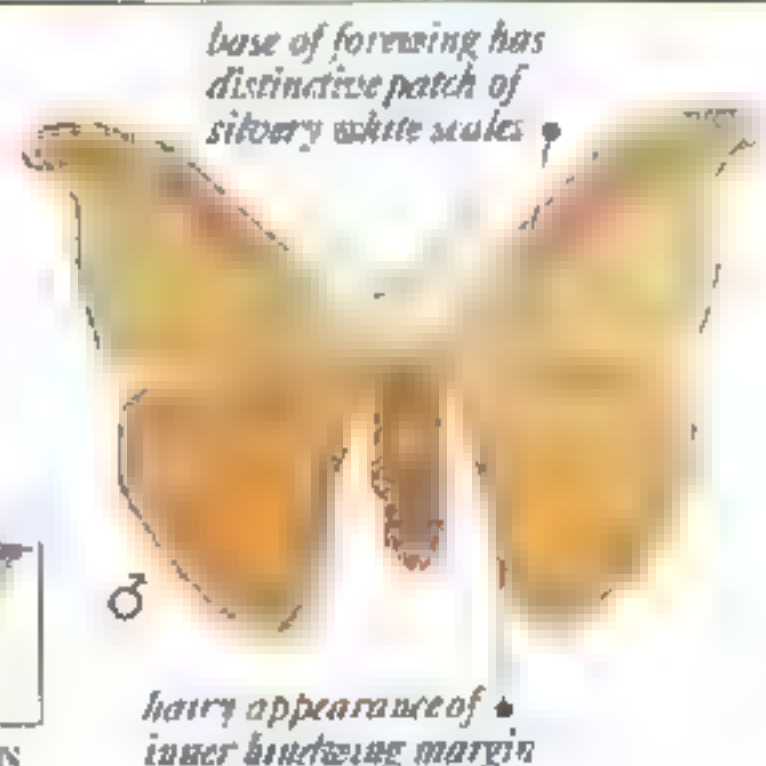 base of forewing has
distinctive patch of
silvery white scales
♂
hairy appearance of
inner hindwing margin